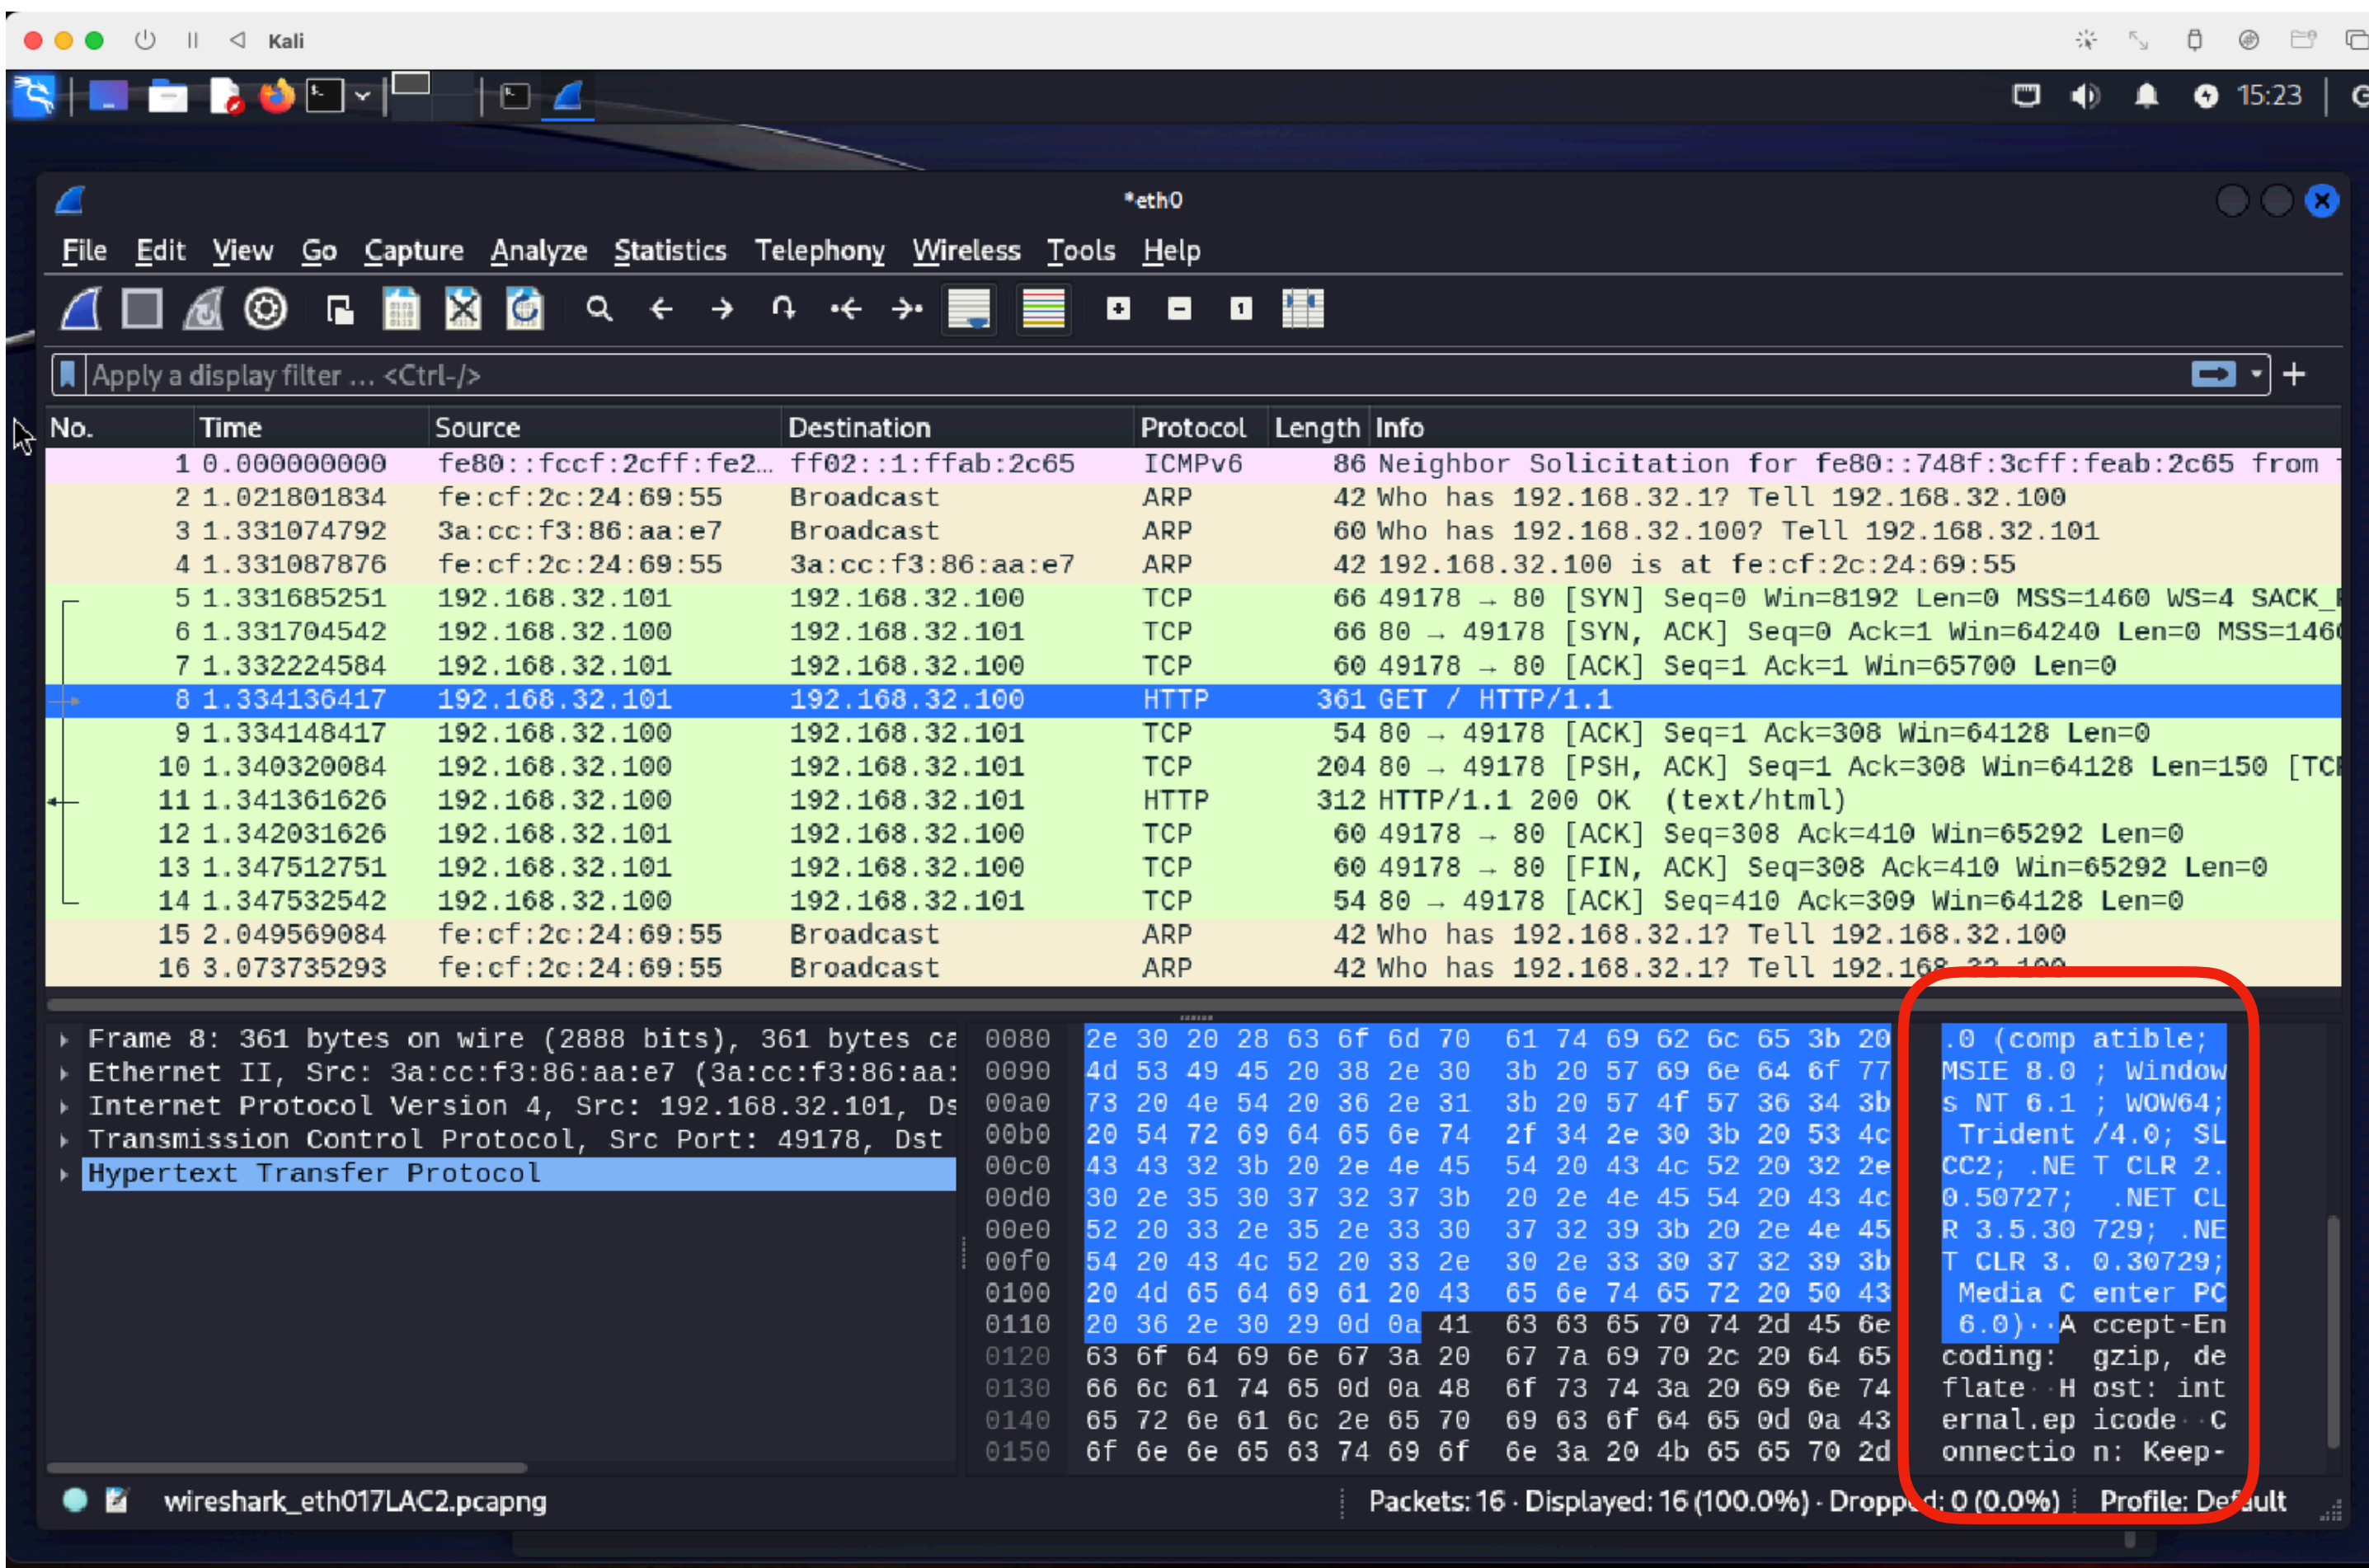 Kali
15:23
*eth0
File Edit View Go Capture Analyze Statistics Telephony Wireless Tools Help
Apply a display filter ... <Ctrl-/>
No. Time Source Destination Protocol Length Info
1 0.000000000 fe80::fccf:2cff:fe2… ff02::1:ffab:2c65 ICMPv6 86 Neighbor Solicitation for fe80::748f:3cff:feab:2c65 from
2 1.021801834 fe:cf:2c:24:69:55 Broadcast ARP 42 Who has 192.168.32.1? Tell 192.168.32.100
3 1.331074792 3a:cc:f3:86:aa:e7 Broadcast ARP 60 Who has 192.168.32.100? Tell 192.168.32.101
4 1.331087876 fe:cf:2c:24:69:55 3a:cc:f3:86:aa:e7 ARP 42 192.168.32.100 is at fe:cf:2c:24:69:55
5 1.331685251 192.168.32.101 192.168.32.100 TCP 66 49178 → 80 [SYN] Seq=0 Win=8192 Len=0 MSS=1460 WS=4 SACK_
6 1.331704542 192.168.32.100 192.168.32.101 TCP 66 80 → 49178 [SYN, ACK] Seq=0 Ack=1 Win=64240 Len=0 MSS=1460
7 1.332224584 192.168.32.101 192.168.32.100 TCP 60 49178 → 80 [ACK] Seq=1 Ack=1 Win=65700 Len=0
8 1.334136417 192.168.32.101 192.168.32.100 HTTP 361 GET / HTTP/1.1
9 1.334148417 192.168.32.100 192.168.32.101 TCP 54 80 → 49178 [ACK] Seq=1 Ack=308 Win=64128 Len=0
10 1.340320084 192.168.32.100 192.168.32.101 TCP 204 80 → 49178 [PSH, ACK] Seq=1 Ack=308 Win=64128 Len=150 [TC
11 1.341361626 192.168.32.100 192.168.32.101 HTTP 312 HTTP/1.1 200 OK (text/html)
12 1.342031626 192.168.32.101 192.168.32.100 TCP 60 49178 → 80 [ACK] Seq=308 Ack=410 Win=65292 Len=0
13 1.347512751 192.168.32.101 192.168.32.100 TCP 60 49178 → 80 [FIN, ACK] Seq=308 Ack=410 Win=65292 Len=0
14 1.347532542 192.168.32.100 192.168.32.101 TCP 54 80 → 49178 [ACK] Seq=410 Ack=309 Win=64128 Len=0
15 2.049569084 fe:cf:2c:24:69:55 Broadcast ARP 42 Who has 192.168.32.1? Tell 192.168.32.100
16 3.073735293 fe:cf:2c:24:69:55 Broadcast ARP 42 Who has 192.168.32.1? Tell 192.168.32.100
Frame 8: 361 bytes on wire (2888 bits), 361 bytes ca
Ethernet II, Src: 3a:cc:f3:86:aa:e7 (3a:cc:f3:86:aa:
Internet Protocol Version 4, Src: 192.168.32.101, Ds
Transmission Control Protocol, Src Port: 49178, Dst
Hypertext Transfer Protocol
0080 2e 30 20 28 63 6f 6d 70 61 74 69 62 6c 65 3b 20 .0 (comp atible;
0090 4d 53 49 45 20 38 2e 30 3b 20 57 69 6e 64 6f 77 MSIE 8.0 ; Window
00a0 73 20 4e 54 20 36 2e 31 3b 20 57 4f 57 36 34 3b s NT 6.1 ; WOW64;
00b0 20 54 72 69 64 65 6e 74 2f 34 2e 30 3b 20 53 4c Trident /4.0; SL
00c0 43 43 32 3b 20 2e 4e 45 54 20 43 4c 52 20 32 2e CC2; .NE T CLR 2.
00d0 30 2e 35 30 37 32 37 3b 20 2e 4e 45 54 20 43 4c 0.50727; .NET CL
00e0 52 20 33 2e 35 2e 33 30 37 32 39 3b 20 2e 4e 45 R 3.5.30 729; .NE
00f0 54 20 43 4c 52 20 33 2e 30 2e 33 30 37 32 39 3b T CLR 3. 0.30729;
0100 20 4d 65 64 69 61 20 43 65 6e 74 65 72 20 50 43 Media C enter PC
0110 20 36 2e 30 29 0d 0a 41 63 63 65 70 74 2d 45 6e 6.0)··A ccept-En
0120 63 6f 64 69 6e 67 3a 20 67 7a 69 70 2c 20 64 65 coding: gzip, de
0130 66 6c 61 74 65 0d 0a 48 6f 73 74 3a 20 69 6e 74 flate··H ost: int
0140 65 72 6e 61 6c 2e 65 70 69 63 6f 64 65 0d 0a 43 ernal.ep icode··C
0150 6f 6e 6e 65 63 74 69 6f 6e 3a 20 4b 65 65 70 2d onnectio n: Keep-
wireshark_eth017LAC2.pcapng Packets: 16 · Displayed: 16 (100.0%) · Dropped: 0 (0.0%) Profile: Default